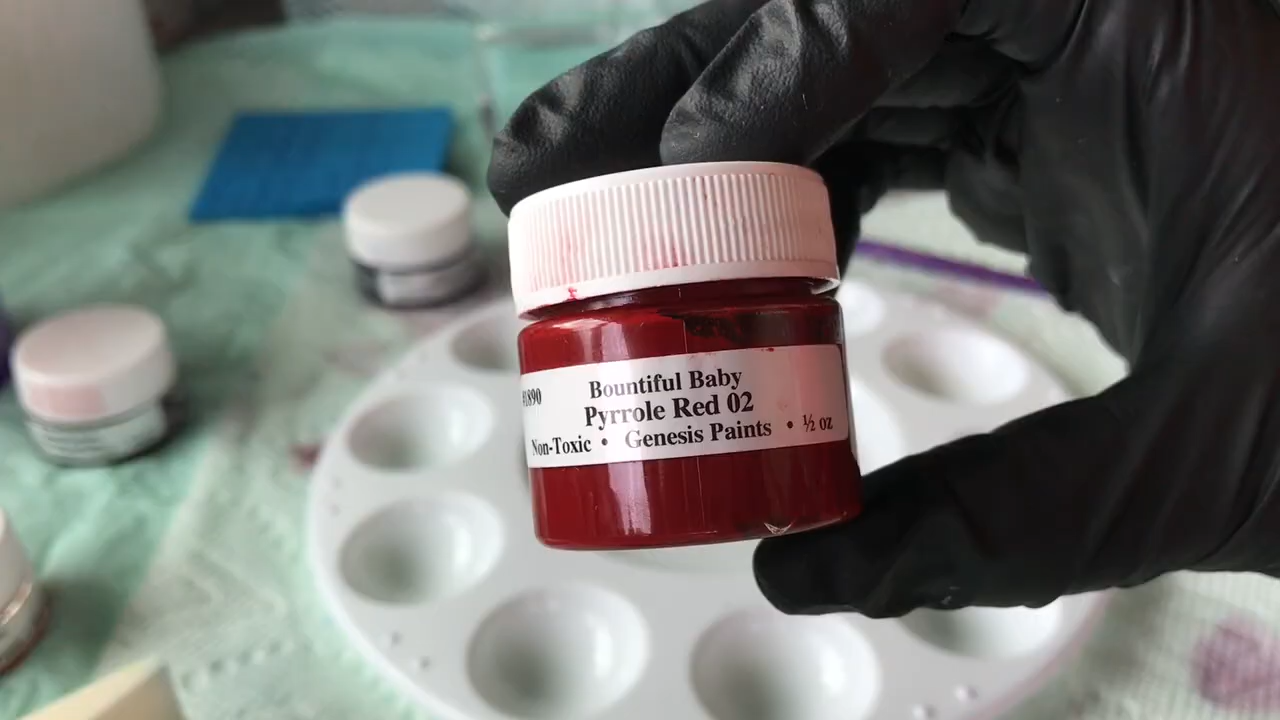 Bountiful Baby
Pyrrole Red 02
Non-Toxic • Genesis Paints • ½ oz